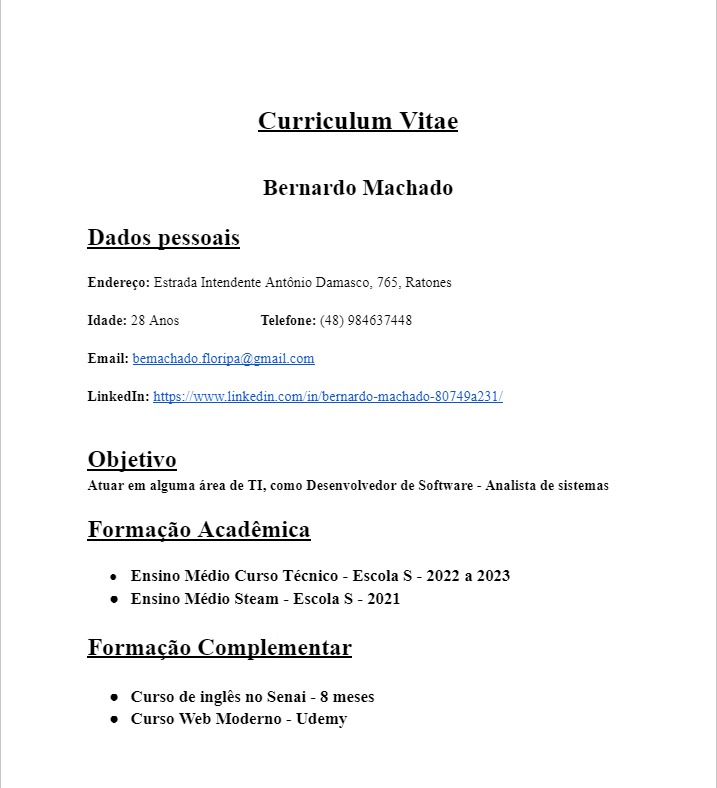 Curriculum Vitae
Bernardo Machado
Dados pessoais
Endereço: Estrada Intendente Antônio Damasco, 765, Ratones
Idade: 28 Anos Telefone: (48) 984637448
Email: bemachado.floripa@gmail.com
LinkedIn: https://www.linkedin.com/in/bernardo-machado-80749a231/
Objetivo
Atuar em alguma área de TI, como Desenvolvedor de Software - Analista de sistemas
Formação Acadêmica
● Ensino Médio Curso Técnico - Escola S - 2022 a 2023
● Ensino Médio Steam - Escola S - 2021
Formação Complementar
● Curso de inglês no Senai - 8 meses
● Curso Web Moderno - Udemy